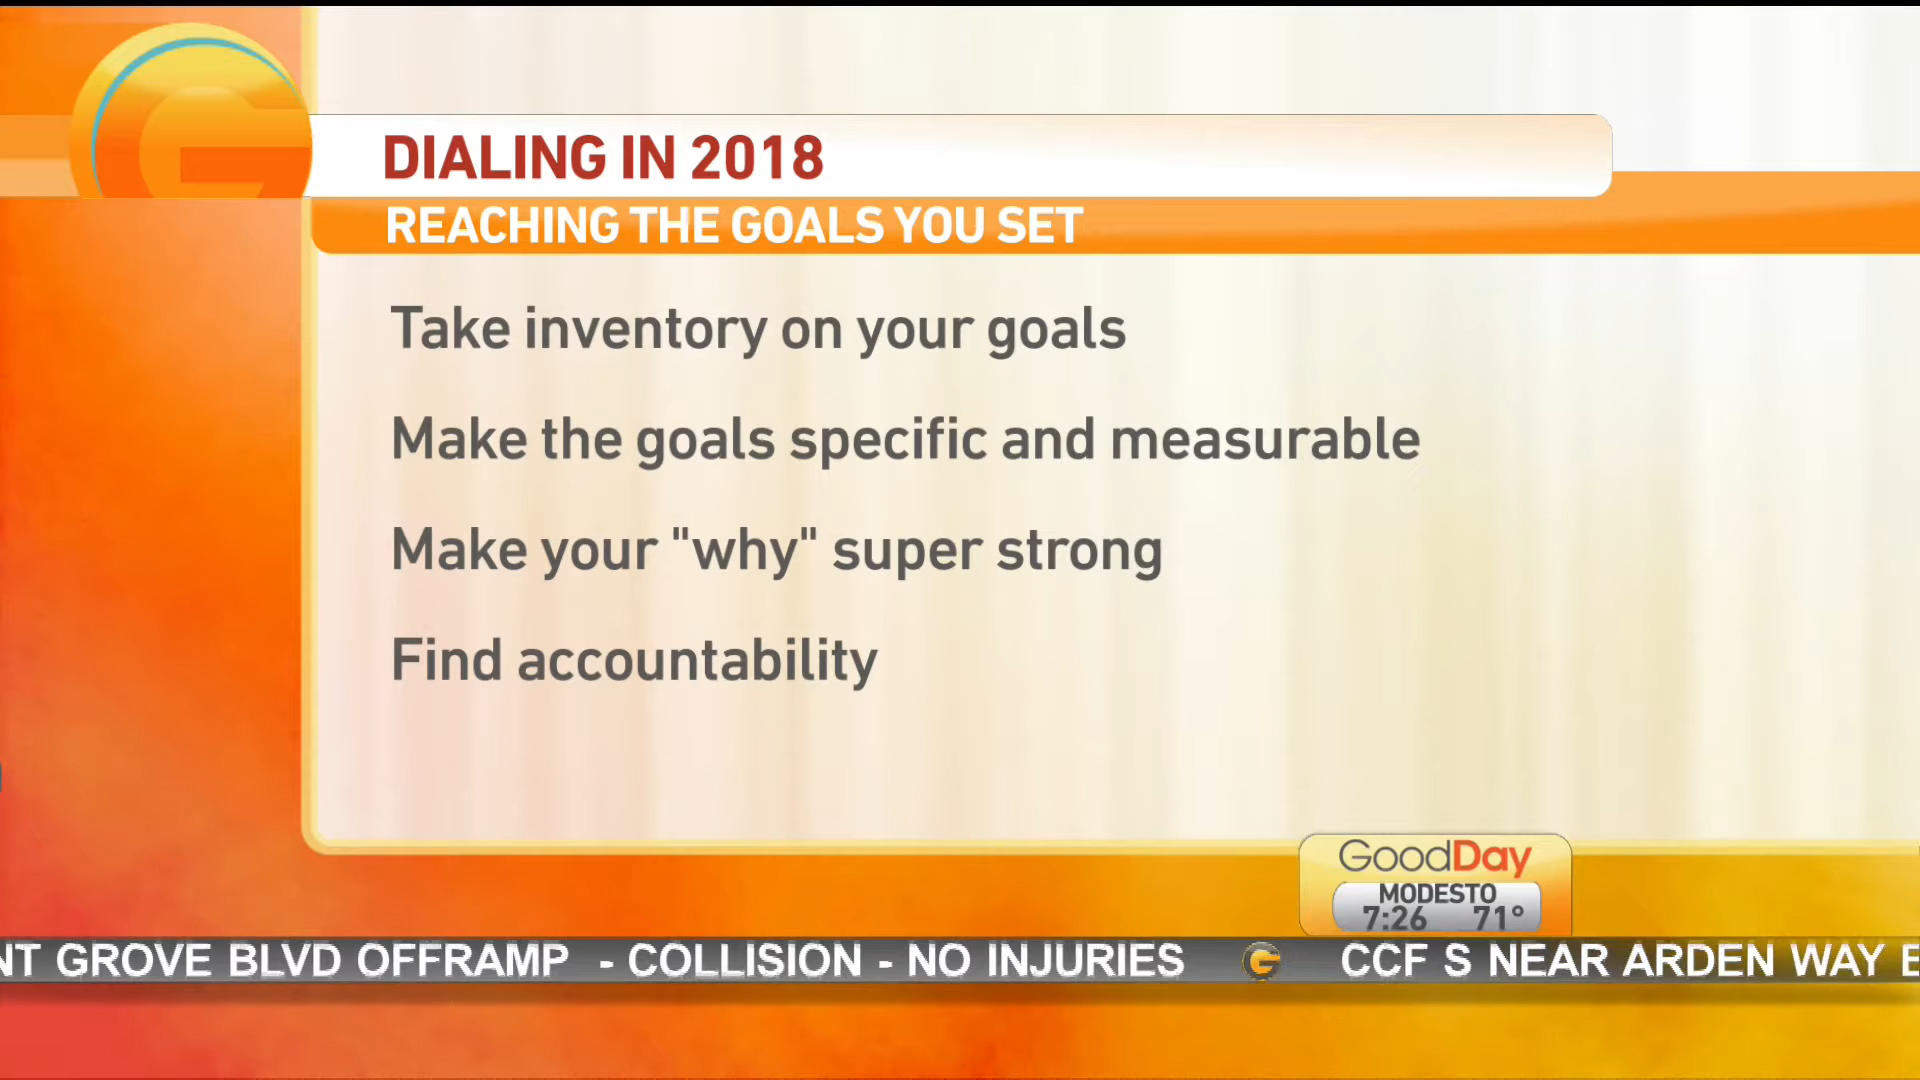 DIALING IN 2018
REACHING THE GOALS YOU SET
Take inventory on your goals
Make the goals specific and measurable
Make your "why" super strong
Find accountability
GoodDay
MODESTO
7:26 71°
NT GROVE BLVD OFFRAMP - COLLISION - NO INJURIES CCF S NEAR ARDEN WAY E